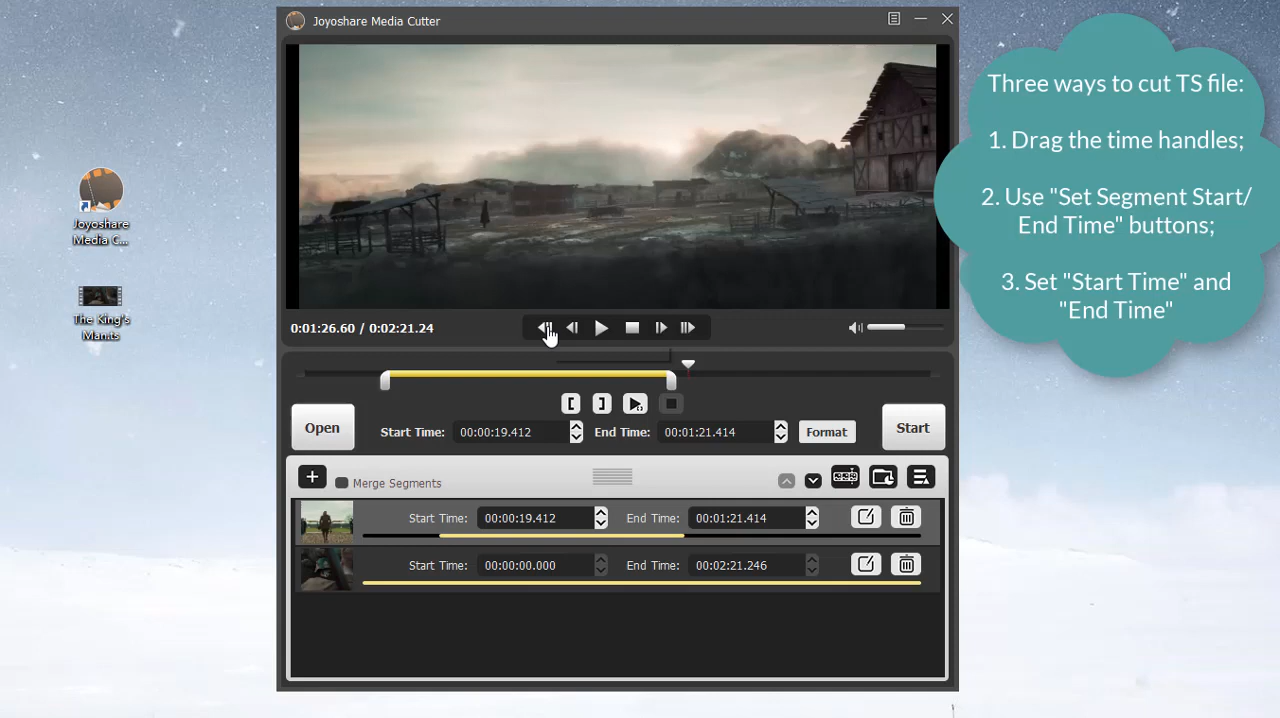 Joyoshare Media Cutter
Three ways to cut TS file:
1. Drag the time handles;
2. Use "Set Segment Start/
End Time" buttons;
3. Set "Start Time" and
"End Time"
Joyoshare
Media C...
The King's
Man.ts
0:01:26.60 / 0:02:21.24
Open
Start Time: 00:00:19.412 End Time: 00:01:21.414 Format
Start
Merge Segments
Start Time: 00:00:19.412 End Time: 00:01:21.414
Start Time: 00:00:00.000 End Time: 00:02:21.246